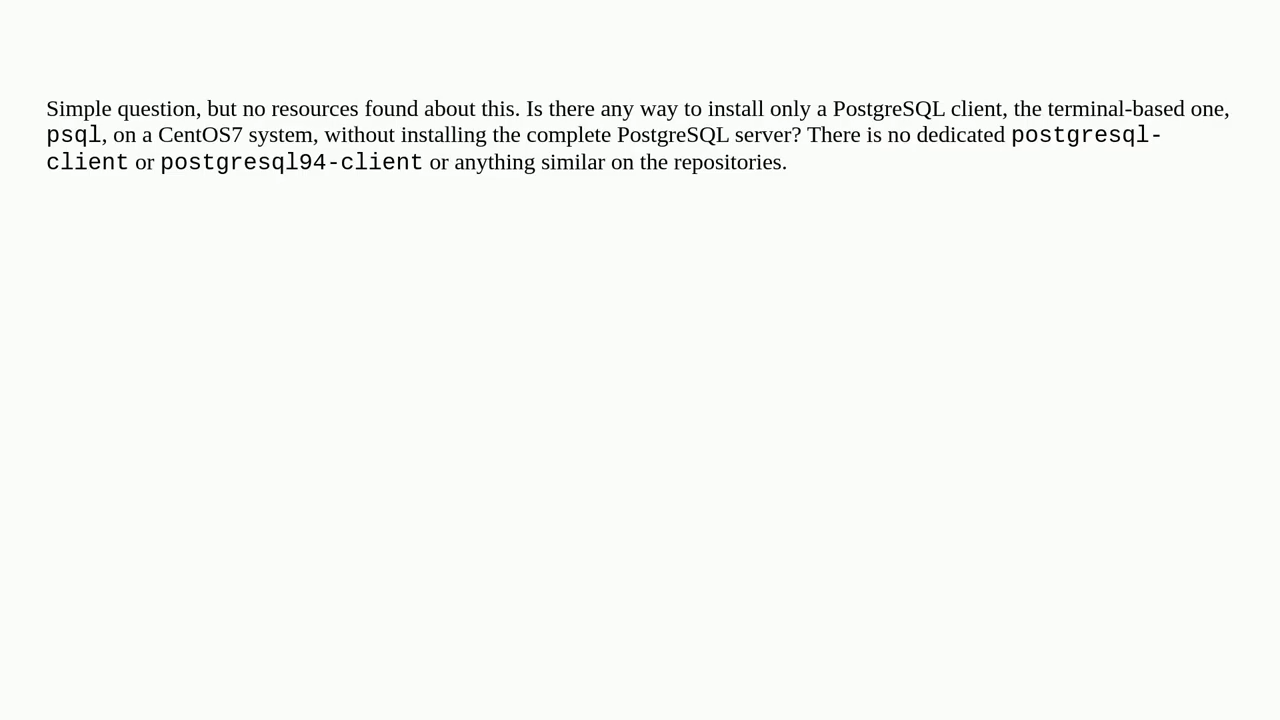 Simple question, but no resources found about this. Is there any way to install only a PostgreSQL client, the terminal-based one,
psql, on a CentOS7 system, without installing the complete PostgreSQL server? There is no dedicated postgresql-
client or postgresql94-client or anything similar on the repositories.